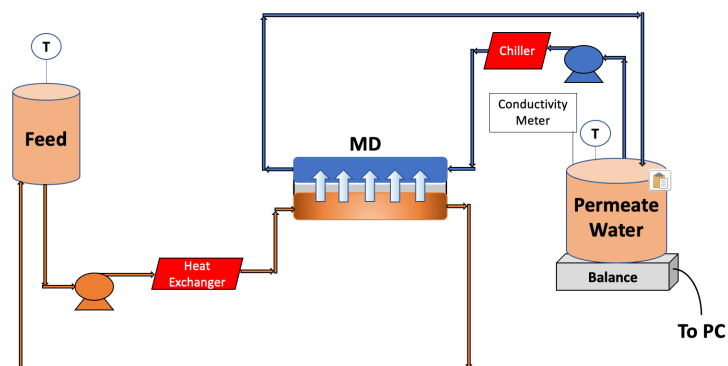 T
Feed
Heat
Exchanger
MD
Chiller
Conductivity
Meter
T
Permeate
Water
Balance
To PC